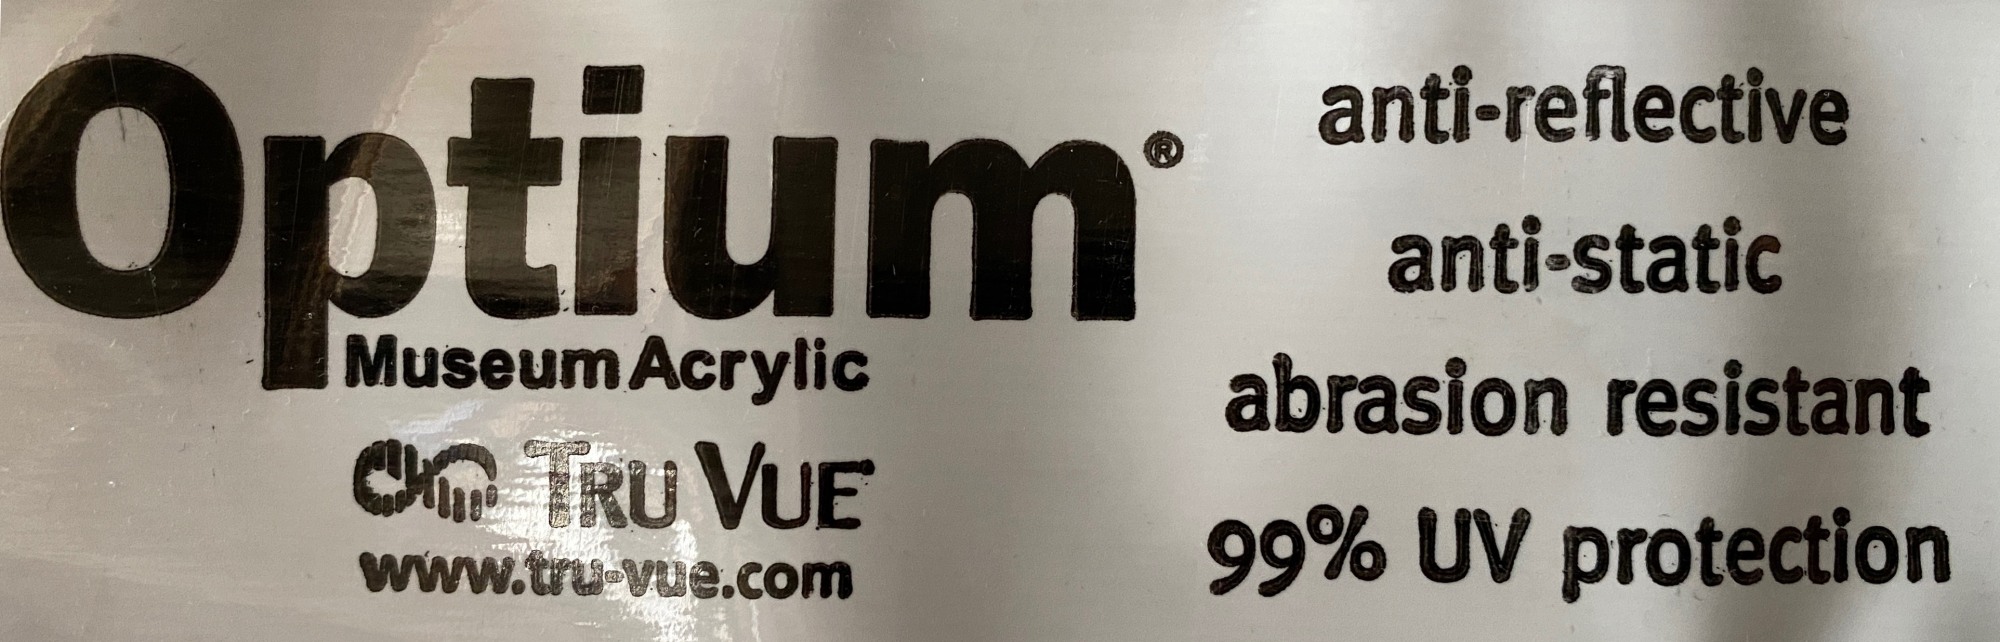 Optium®
Museum Acrylic
TRU VUE
www.tru-vue.com
anti-reflective
anti-static
abrasion resistant
99% UV protection